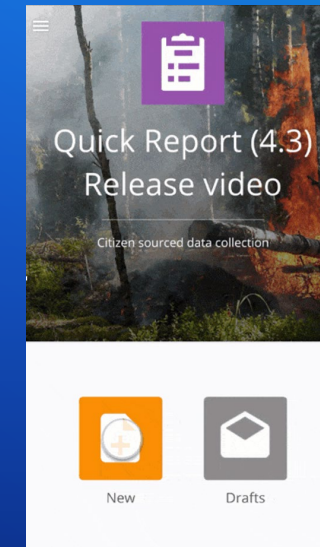 Quick Report (4.3)
Release video
Citizen sourced data collection
New
Drafts